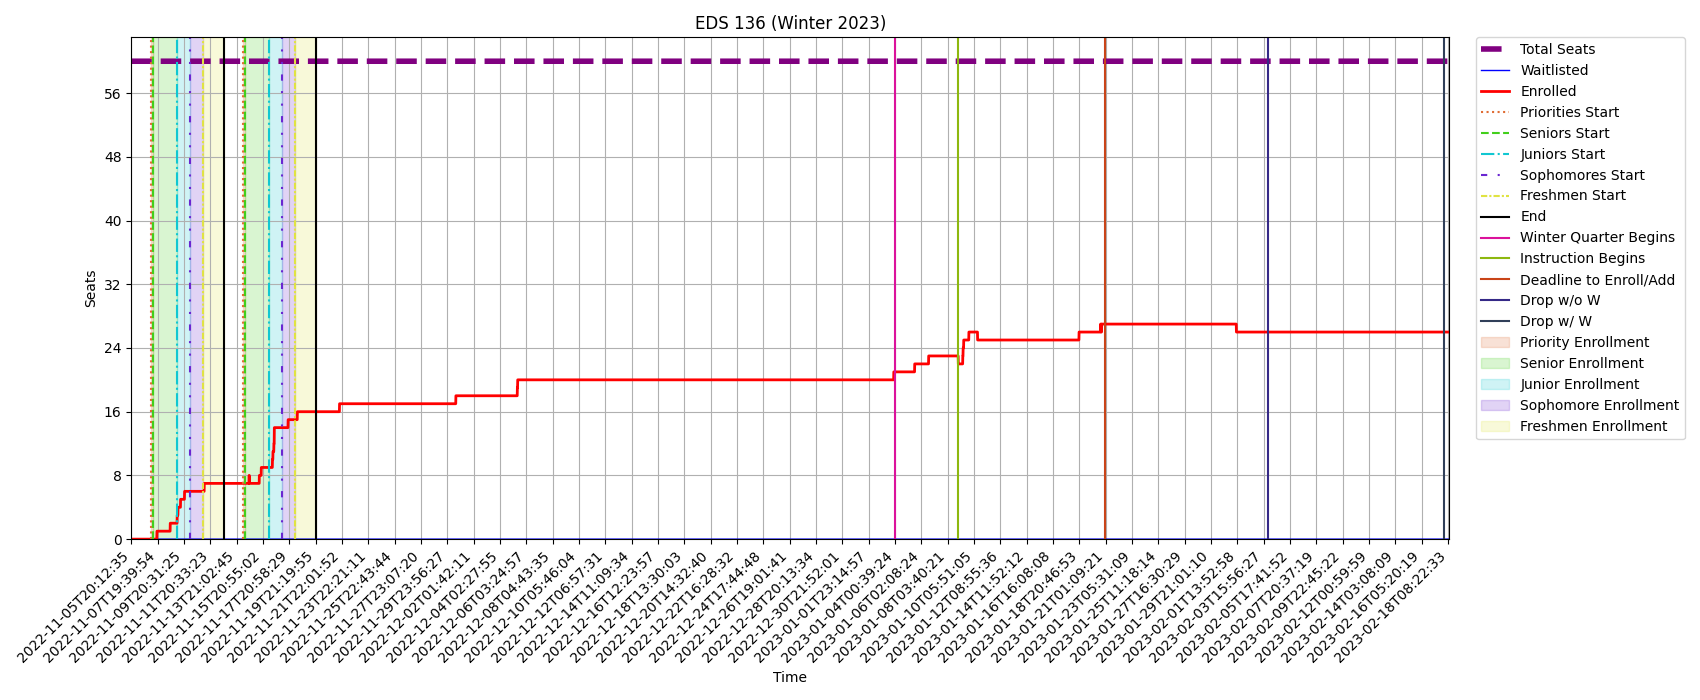 EDS 136 (Winter 2023)
Seats
56
48
40
32
24
16
8
0
2022-11-05T20:12:35
2022-11-07T19:39:54
2022-11-09T20:31:25
2022-11-11T20:33:23
2022-11-13T21:02:45
2022-11-15T20:55:02
2022-11-17T20:58:29
2022-11-19T21:19:55
2022-11-21T22:01:52
2022-11-23T22:21:11
2022-11-25T22:43:44
2022-11-27T23:07:20
2022-11-29T23:56:27
2022-12-02T01:42:11
2022-12-04T02:27:55
2022-12-06T03:24:57
2022-12-08T04:43:35
2022-12-10T05:46:04
2022-12-12T06:57:31
2022-12-14T11:09:34
2022-12-16T12:23:57
2022-12-18T13:30:03
2022-12-20T14:32:40
2022-12-22T16:28:32
2022-12-24T17:44:48
2022-12-26T19:01:41
2022-12-28T20:13:34
2022-12-30T21:52:01
2023-01-01T23:14:57
2023-01-04T00:39:24
2023-01-06T02:08:24
2023-01-08T03:40:21
2023-01-10T05:51:05
2023-01-12T08:55:36
2023-01-14T11:52:12
2023-01-16T16:08:08
2023-01-18T20:46:53
2023-01-21T01:09:21
2023-01-23T05:31:09
2023-01-25T11:18:14
2023-01-27T16:30:29
2023-01-29T21:01:10
2023-02-01T13:52:58
2023-02-03T15:56:27
2023-02-05T17:41:52
2023-02-07T20:37:19
2023-02-09T22:45:22
2023-02-12T00:59:59
2023-02-14T03:08:09
2023-02-16T05:20:19
2023-02-18T08:22:33
Time
Total Seats
Waitlisted
Enrolled
Priorities Start
Seniors Start
Juniors Start
Sophomores Start
Freshmen Start
End
Winter Quarter Begins
Instruction Begins
Deadline to Enroll/Add
Drop w/o W
Drop w/ W
Priority Enrollment
Senior Enrollment
Junior Enrollment
Sophomore Enrollment
Freshmen Enrollment